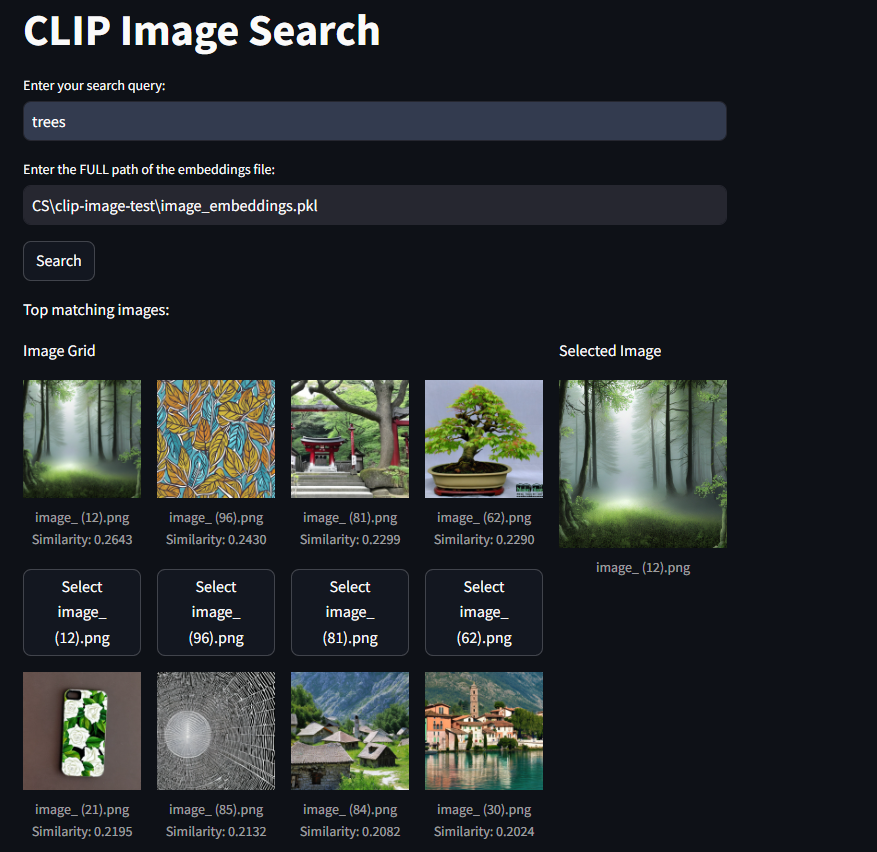 CLIP Image Search
Enter your search query:
trees
Enter the FULL path of the embeddings file:
CS\clip-image-test\image_embeddings.pkl
Search
Top matching images:
Image Grid
Selected Image
image_ (12).png
Similarity: 0.2643
image_ (96).png
Similarity: 0.2430
image_ (81).png
Similarity: 0.2299
image_ (62).png
Similarity: 0.2290
image_ (12).png
Select
image_
(12).png
Select
image_
(96).png
Select
image_
(81).png
Select
image_
(62).png
image_ (21).png
Similarity: 0.2195
image_ (85).png
Similarity: 0.2132
image_ (84).png
Similarity: 0.2082
image_ (30).png
Similarity: 0.2024